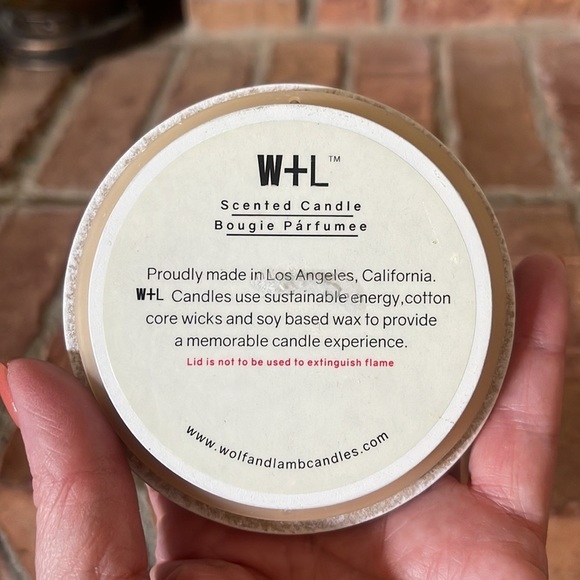 W+L™
Scented Candle
Bougie Párfumee
Proudly made in Los Angeles, California.
W+L Candles use sustainable energy,cotton
core wicks and soy based wax to provide
a memorable candle experience.
Lid is not to be used to extinguish flame
www.wolfandlambcandles.com